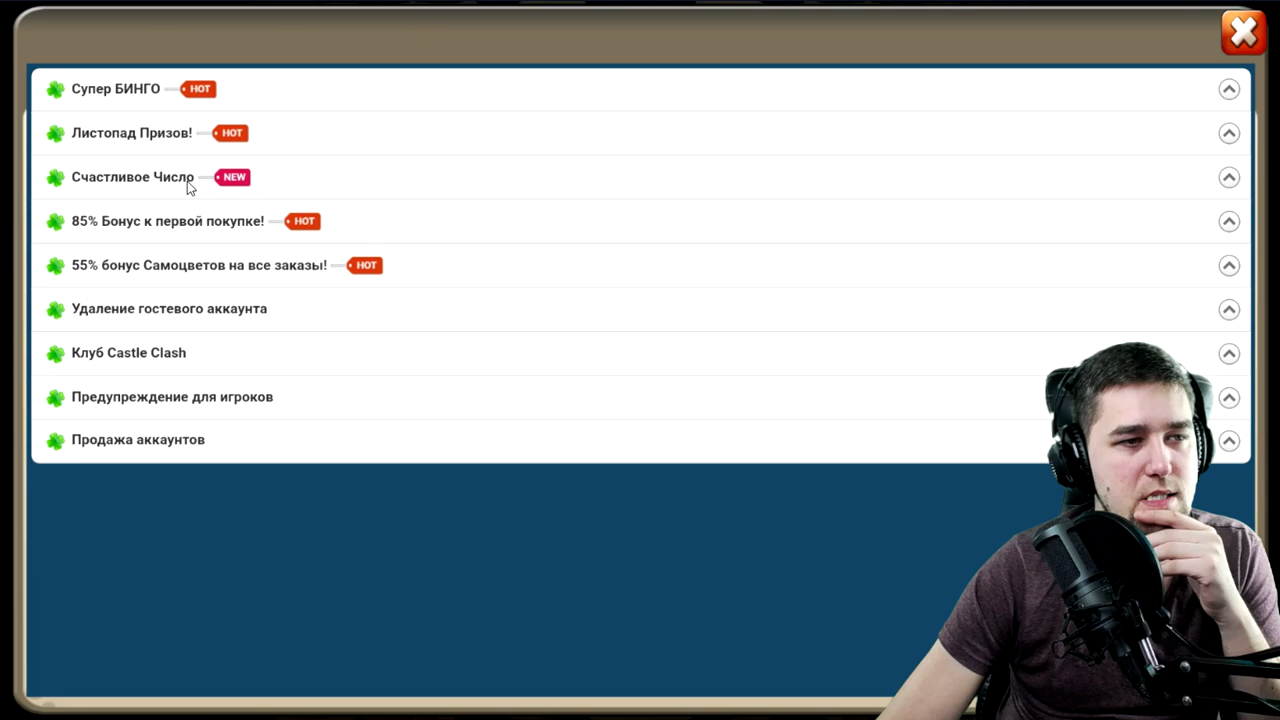 Супер БИНГО HOT
Листопад Призов! HOT
Счастливое Число NEW
85% Бонус к первой покупке! HOT
55% бонус Самоцветов на все заказы! HOT
Удаление гостевого аккаунта
Клуб Castle Clash
Предупреждение для игроков
Продажа аккаунтов